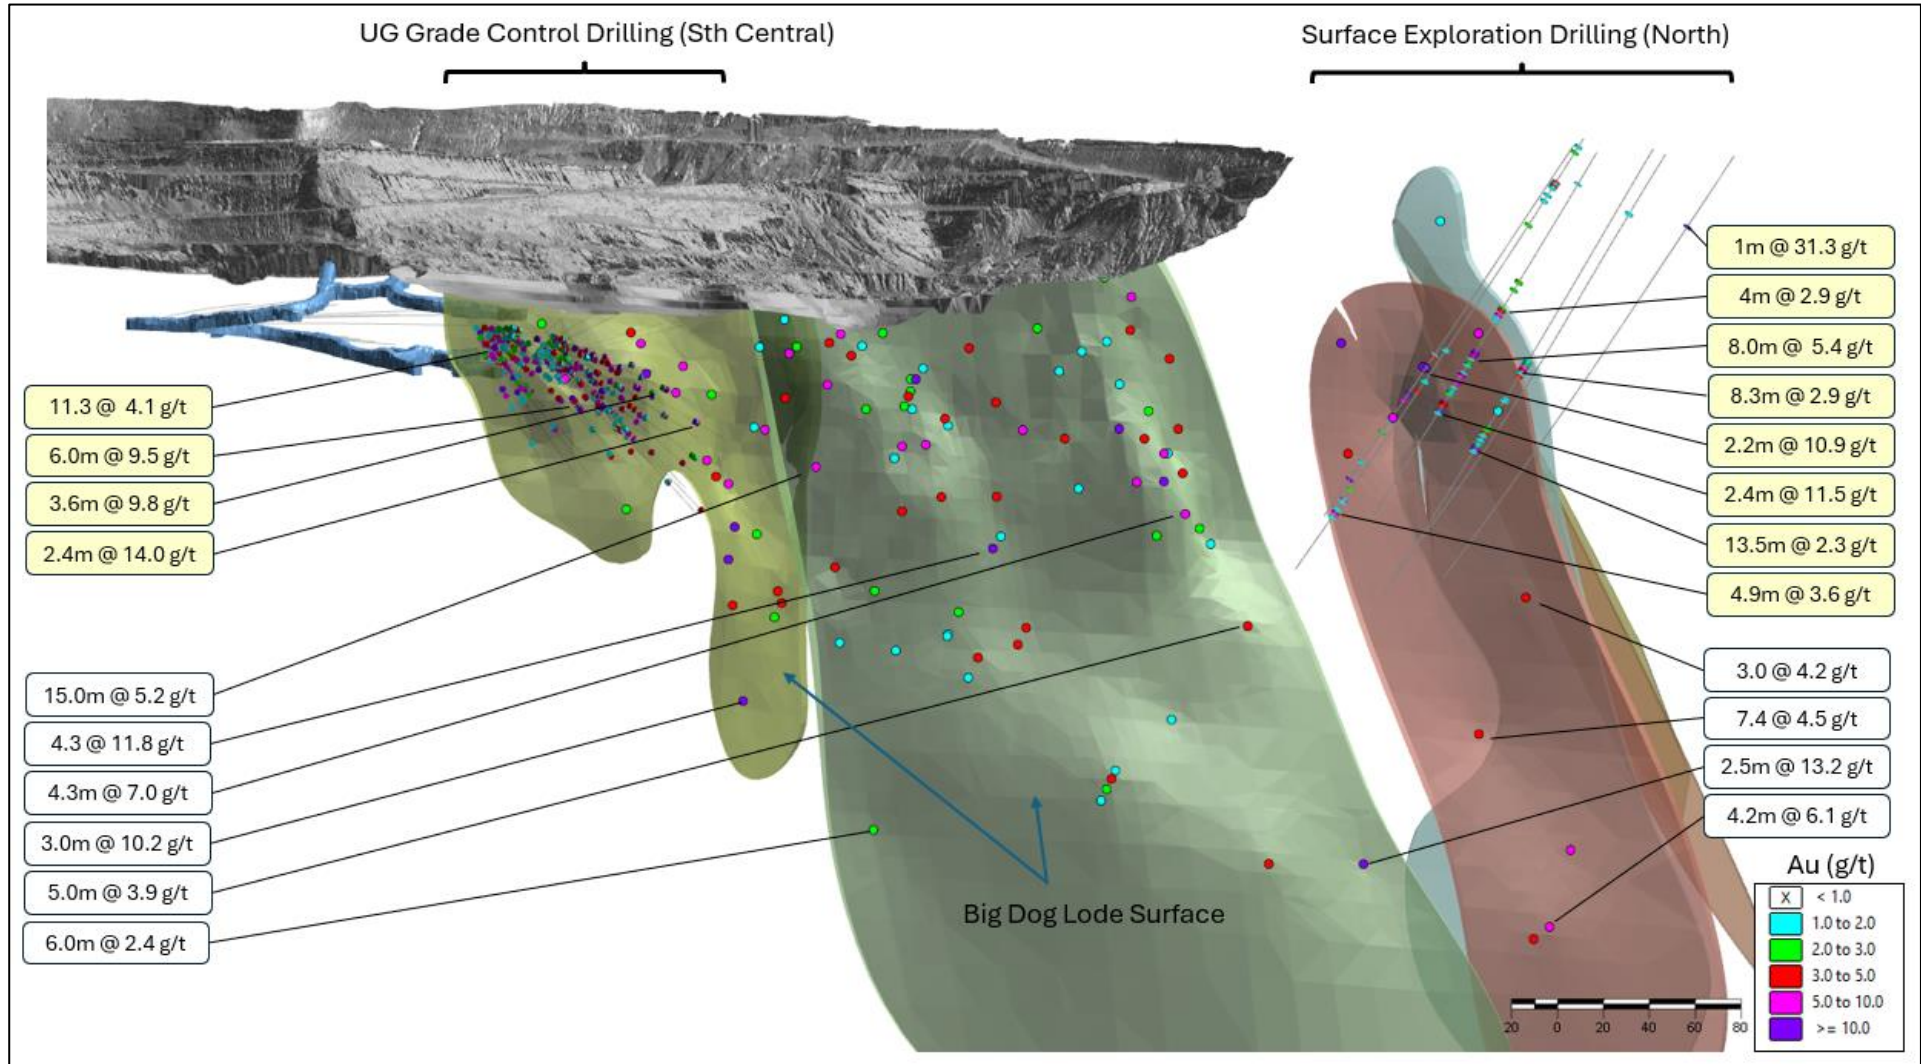 UG Grade Control Drilling (Sth Central)
Surface Exploration Drilling (North)
11.3 @ 4.1 g/t
6.0m @ 9.5 g/t
3.6m @ 9.8 g/t
2.4m @ 14.0 g/t
15.0m @ 5.2 g/t
4.3 @ 11.8 g/t
4.3m @ 7.0 g/t
3.0m @ 10.2 g/t
5.0m @ 3.9 g/t
6.0m @ 2.4 g/t
Big Dog Lode Surface
1m @ 31.3 g/t
4m @ 2.9 g/t
8.0m @ 5.4 g/t
8.3m @ 2.9 g/t
2.2m @ 10.9 g/t
2.4m @ 11.5 g/t
13.5m @ 2.3 g/t
4.9m @ 3.6 g/t
3.0 @ 4.2 g/t
7.4 @ 4.5 g/t
2.5m @ 13.2 g/t
4.2m @ 6.1 g/t
Au (g/t)
X < 1.0
1.0 to 2.0
2.0 to 3.0
3.0 to 5.0
5.0 to 10.0
>= 10.0
20 0 20 40 60 80